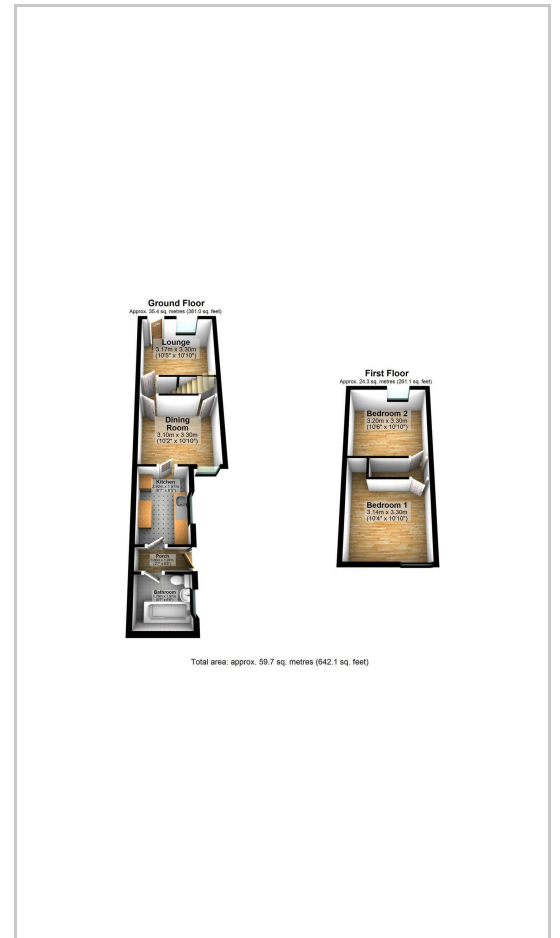 Ground Floor
Approx. 35.4 sq. metres (381.0 sq. feet)
Lounge
3.17m x 3.30m
(10'5" x 10'10")
Dining
Room
3.10m x 3.30m
(10'2" x 10'10")
Kitchen
Porch
Bathroom
First Floor
Approx. 24.3 sq. metres (261.1 sq. feet)
Bedroom 2
3.20m x 3.30m
(10'6" x 10'10")
Bedroom 1
3.14m x 3.30m
(10'4" x 10'10")
Total area: approx. 59.7 sq. metres (642.1 sq. feet)